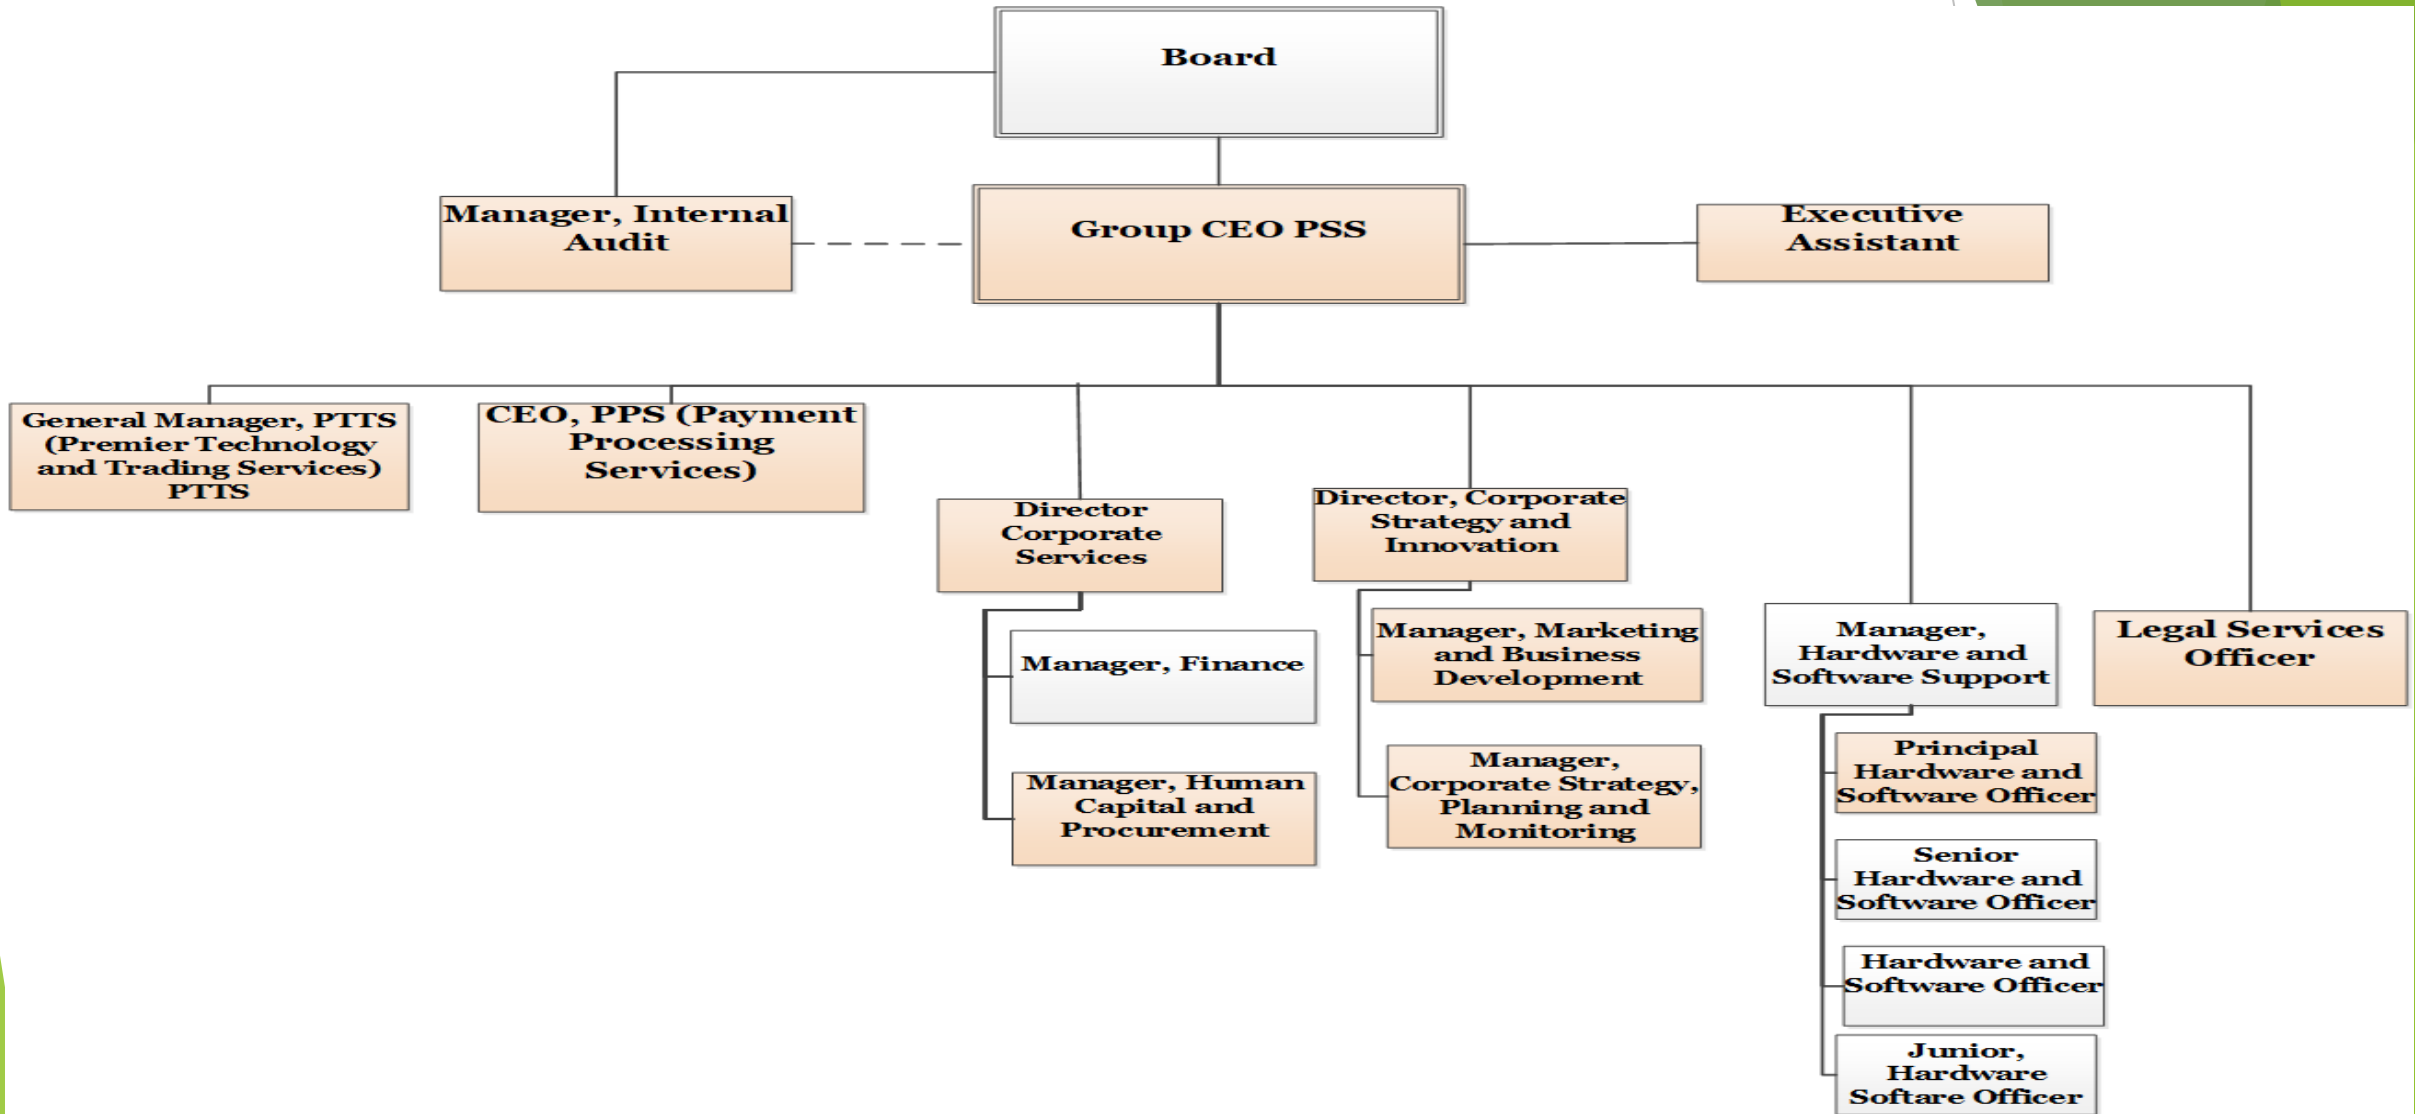 Board
Manager, Internal
Audit
Group CEO PSS
Executive
Assistant
General Manager, PTTS
(Premier Technology
and Trading Services)
PTTS
CEO, PPS (Payment
Processing
Services)
Director
Corporate
Services
Director, Corporate
Strategy and
Innovation
Manager, Finance
Manager, Human
Capital and
Procurement
Manager, Marketing
and Business
Development
Manager,
Corporate Strategy,
Planning and
Monitoring
Manager,
Hardware and
Software Support
Legal Services
Officer
Principal
Hardware and
Software Officer
Senior
Hardware and
Software Officer
Hardware and
Software Officer
Junior,
Hardware
Softare Officer